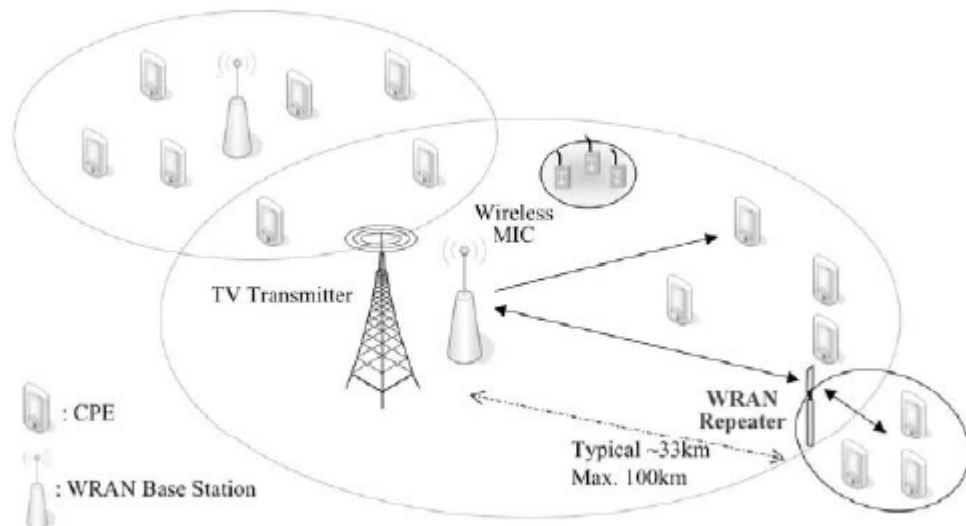 Wireless
MIC
TV Transmitter
WRAN
Repeater
: CPE
Typical ~33km
Max. 100km
: WRAN Base Station